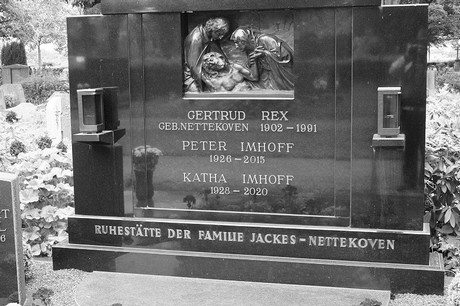 GERTRUD REX
GEB.NETTEKOVEN 1902-1991
PETER IMHOFF
1926-2015
KATHA IMHOFF
1928-2020
RUHESTÄTTE DER FAMILIE JACKES-NETTEKOVEN